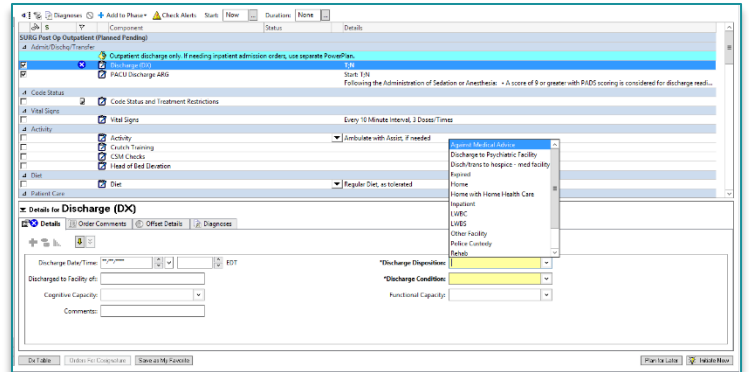 Diagnoses Add to Phase Check Alerts Start: Now ... Duration: None ...
S Component Status Details
SURG Post Op Outpatient (Planned Pending)
Admit/Dischg/Transfer
Outpatient discharge only. If needing inpatient admission orders, use separate PowerPlan.
Discharge (DX) T;N
PACU Discharge ARG Start: T;N
Following the Administration of Sedation or Anesthesia: • A score of 9 or greater with PADS scoring is considered for discharge readi...
Code Status
Code Status and Treatment Restrictions
Vital Signs
Vital Signs Every 10 Minute Interval, 3 Doses/Times
Activity
Activity Ambulate with Assist, if needed
Crutch Training
CSM Checks
Head of Bed Elevation
Diet
Diet Regular Diet, as tolerated
Patient Care
Against Medical Advice
Discharge to Psychiatric Facility
Disch/trans to hospice - med facility
Expired
Home
Home with Home Health Care
Inpatient
LWBC
LWBS
Other Facility
Police Custody
Rehab
Details for Discharge (DX)
Details Order Comments Offset Details Diagnoses
Discharge Date/Time: **/**/**** EDT *Discharge Disposition:
Discharged to Facility of: *Discharge Condition:
Cognitive Capacity: Functional Capacity:
Comments:
Dx Table Orders For Cosignature Save as My Favorite Plan for Later Initiate Now